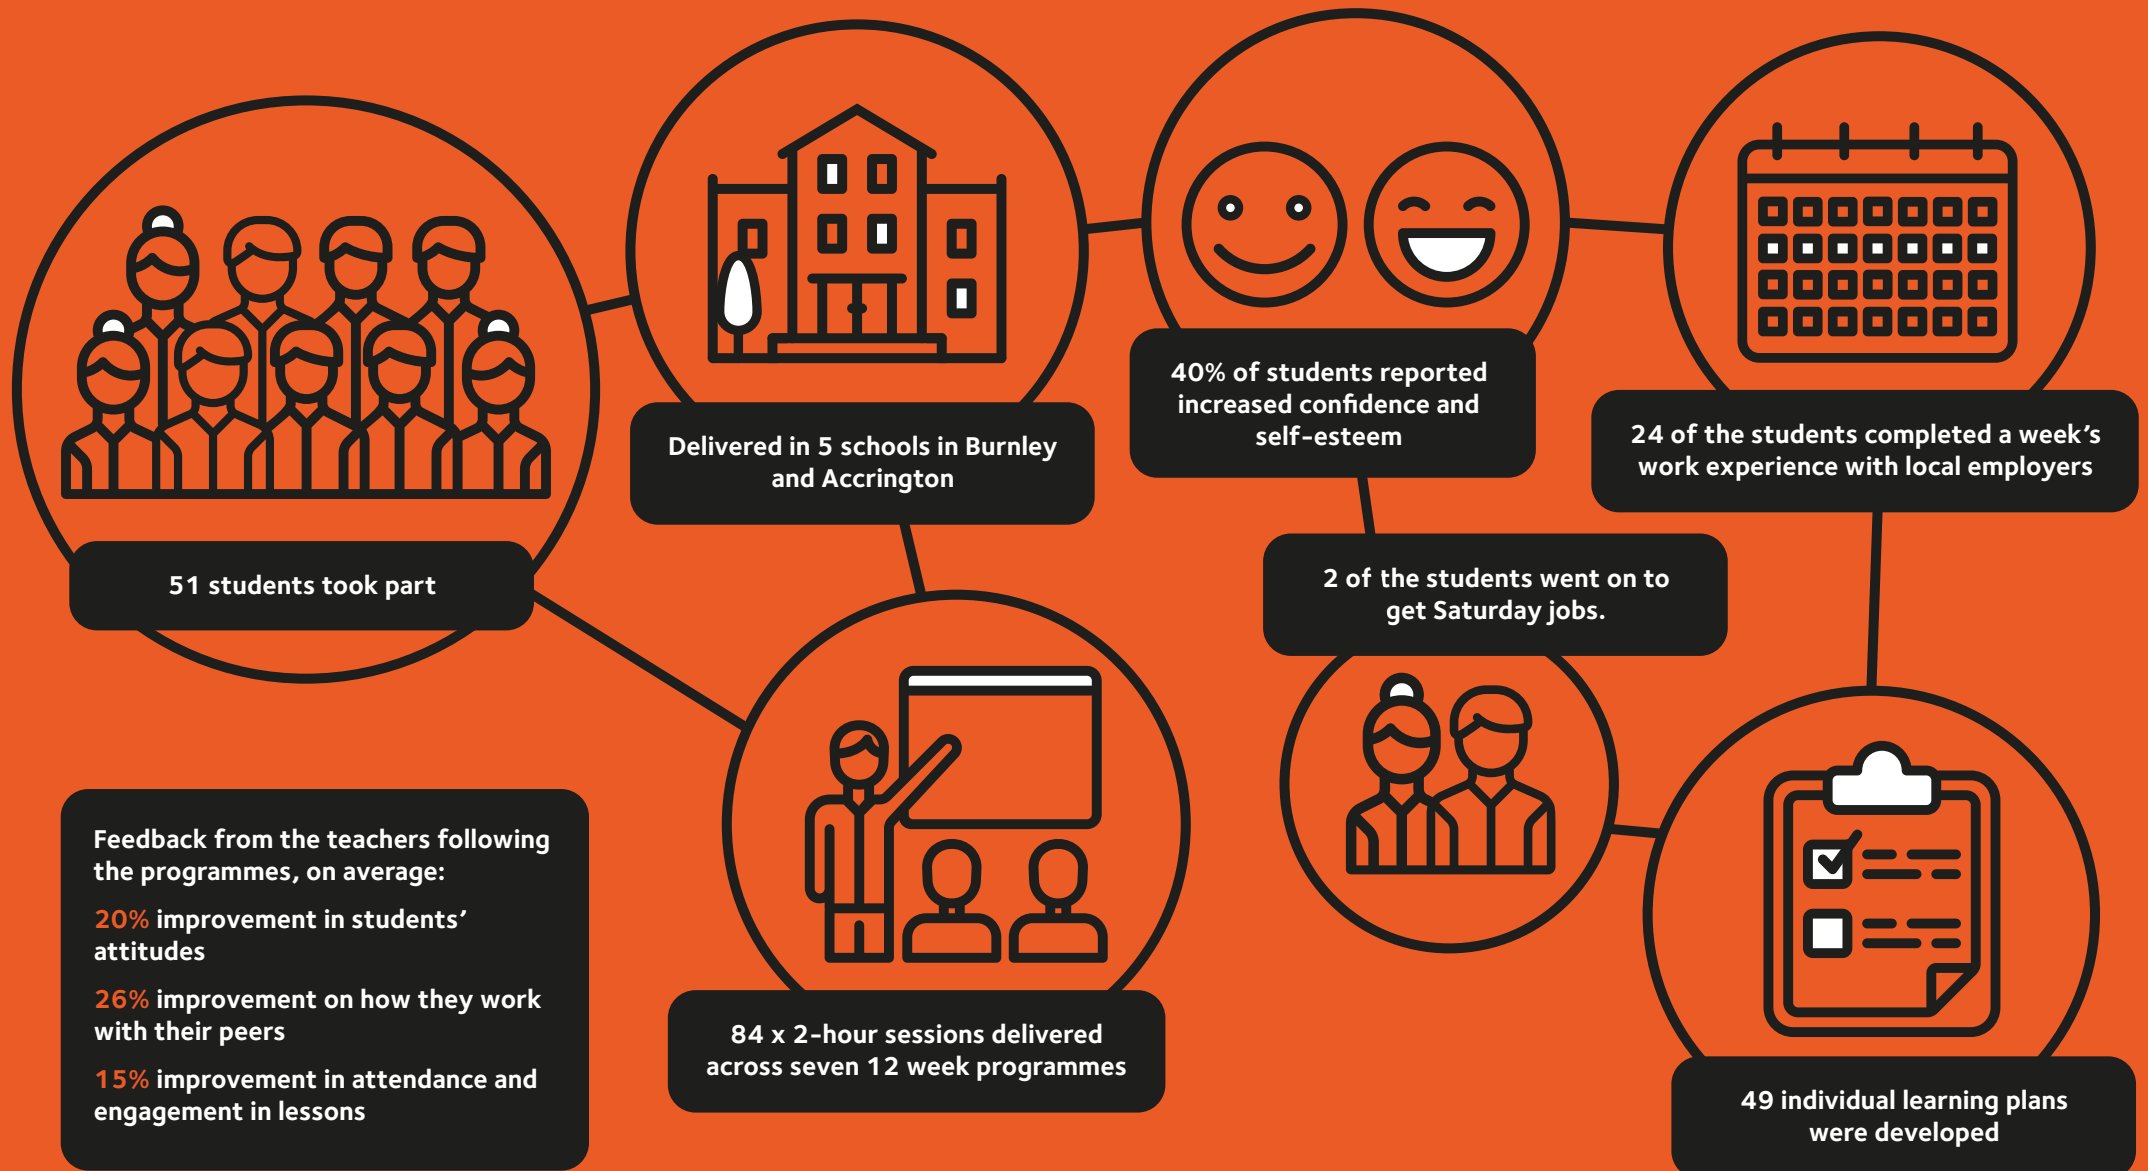 51 students took part
Delivered in 5 schools in Burnley
and Accrington
40% of students reported
increased confidence and
self-esteem
24 of the students completed a week’s
work experience with local employers
2 of the students went on to
get Saturday jobs.
Feedback from the teachers following
the programmes, on average:
20% improvement in students’
attitudes
26% improvement on how they work
with their peers
15% improvement in attendance and
engagement in lessons
84 x 2-hour sessions delivered
across seven 12 week programmes
49 individual learning plans
were developed